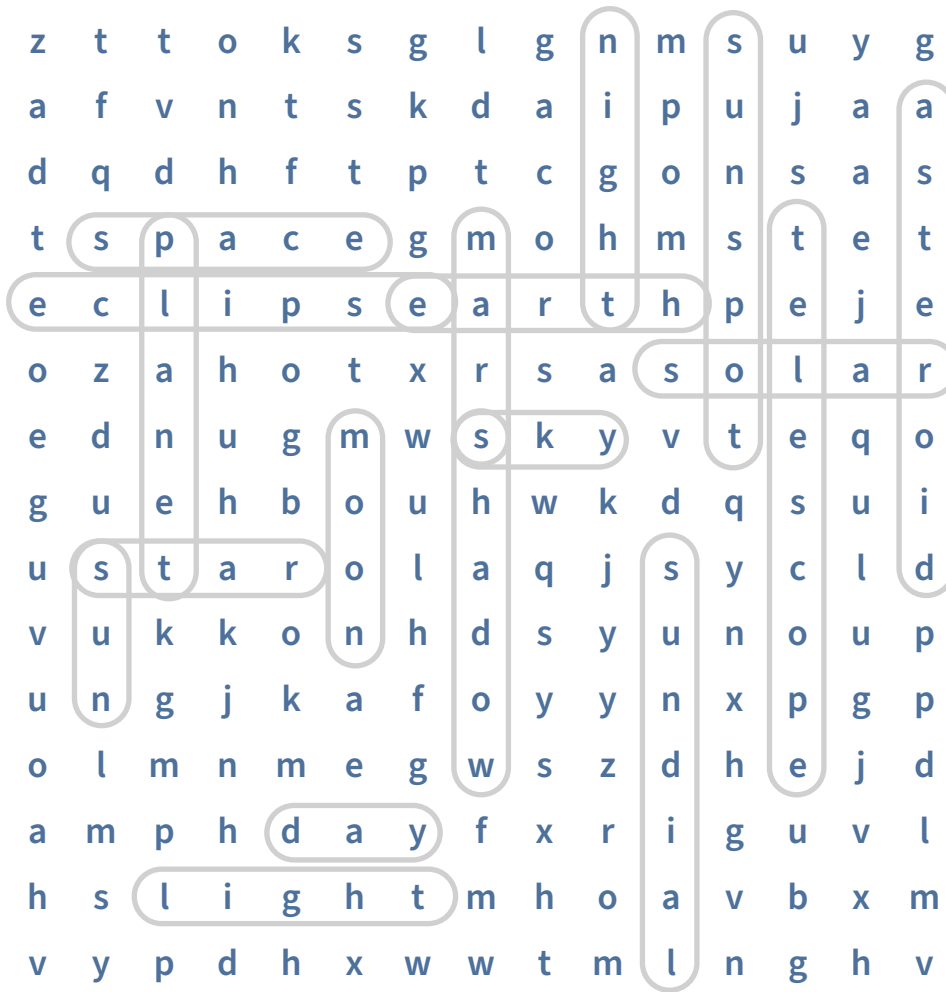 z t t o k s g l g n m s u y g
a f v n t s k d a i p u j a a
d q d h f t p t c g o n s a s
t s p a c e g m o h m s t e t
e c l i p s e a r t h p e j e
o z a h o t x r s a s o l a r
e d n u g m w s k y v t e q o
g u e h b o u h w k d q s u i
u s t a r o l a q j s y c l d
v u k k o n h d s y u n o u p
u n g j k a f o y y n x p g p
o l m n m e g w s z d h e j d
a m p h d a y f x r i g u v l
h s l i g h t m h o a v b x m
v y p d h x w w t m l n g h v